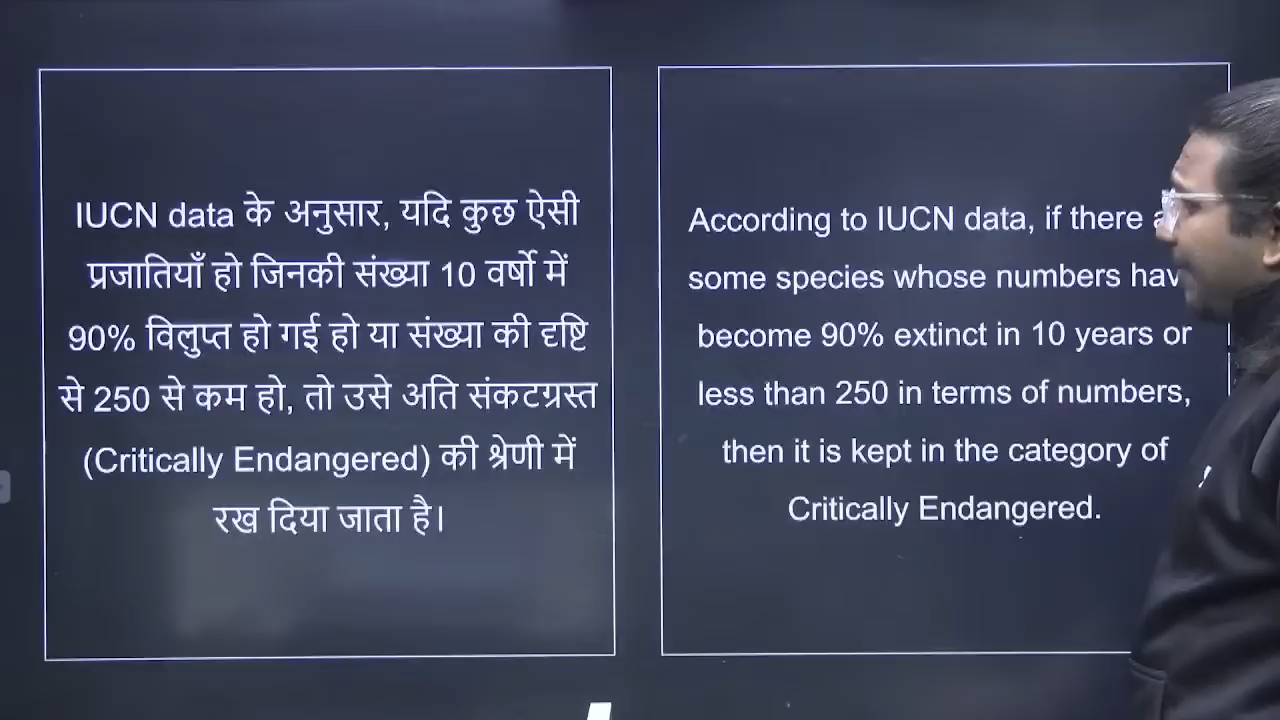 IUCN data के अनुसार, यदि कुछ ऐसी
प्रजातियाँ हो जिनकी संख्या 10 वर्षो में
90% विलुप्त हो गई हो या संख्या की दृष्टि
से 250 से कम हो, तो उसे अति संकटग्रस्त
(Critically Endangered) की श्रेणी में
रख दिया जाता है।
According to IUCN data, if there
some species whose numbers
become 90% extinct in 10 years or
less than 250 in terms of numbers,
then it is kept in the category of
Critically Endangered.